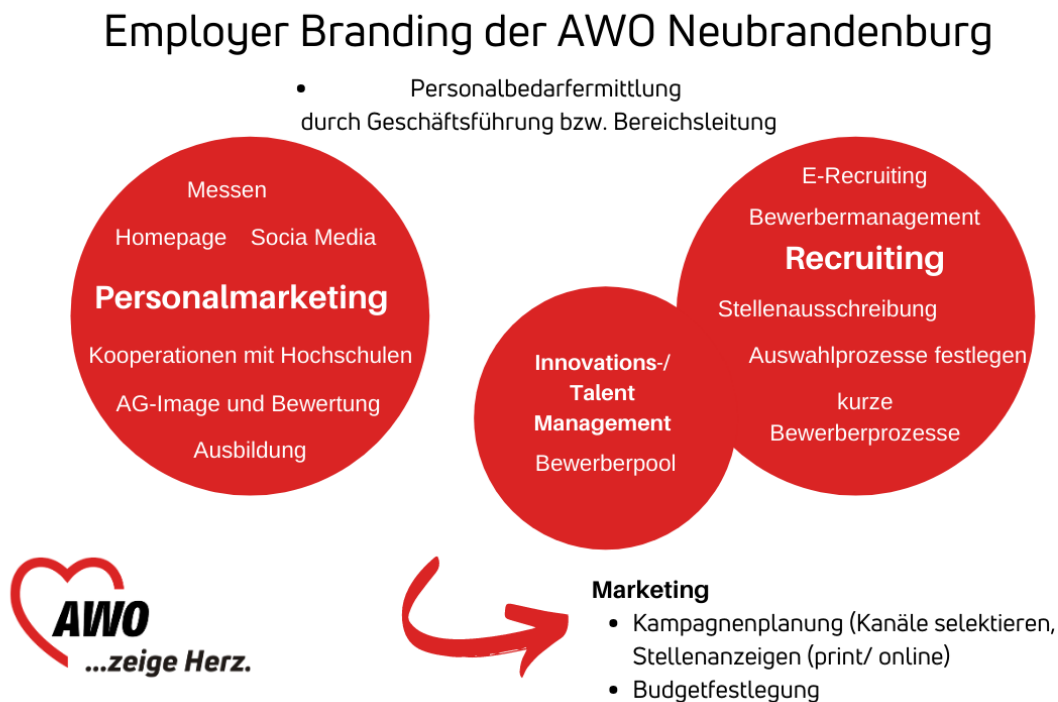 Employer Branding der AWO Neubrandenburg
• Personalbedarfermittlung
durch Geschäftsführung bzw. Bereichsleitung
Messen
Homepage Socia Media
Personalmarketing
Kooperationen mit Hochschulen
AG-Image und Bewertung
Ausbildung
Innovations-/
Talent
Management
Bewerberpool
E-Recruiting
Bewerbermanagement
Recruiting
Stellenausschreibung
Auswahlprozesse festlegen
kurze
Bewerberprozesse
AWO
...zeige Herz.
Marketing
• Kampagnenplanung (Kanäle selektieren,
Stellenanzeigen (print/ online)
• Budgetfestlegung